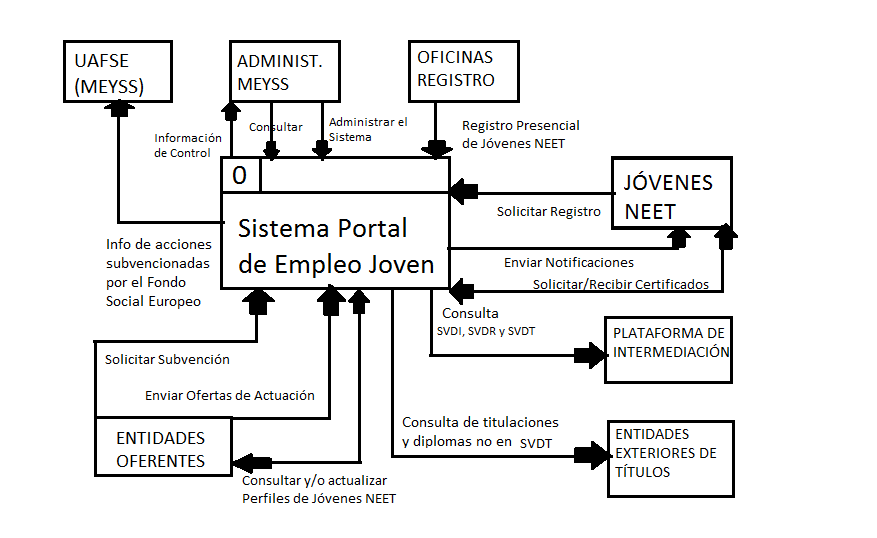 UAFSE
(MEYSS)
ADMINIST.
MEYSS
OFICINAS
REGISTRO
Información
de Control
Consultar
Administrar el
Sistema
Registro Presencial
de Jóvenes NEET
0
Sistema Portal
de Empleo Joven
JÓVENES
NEET
Solicitar Registro
Enviar Notificaciones
Solicitar/Recibir Certificados
Info de acciones
subvencionadas
por el Fondo
Social Europeo
Consulta
SVDI, SVDR y SVDT
PLATAFORMA DE
INTERMEDIACIÓN
Solicitar Subvención
Enviar Ofertas de Actuación
ENTIDADES
OFERENTES
Consulta de titulaciones
y diplomas no en SVDT
ENTIDADES
EXTERIORES DE
TÍTULOS
Consultar y/o actualizar
Perfiles de Jóvenes NEET